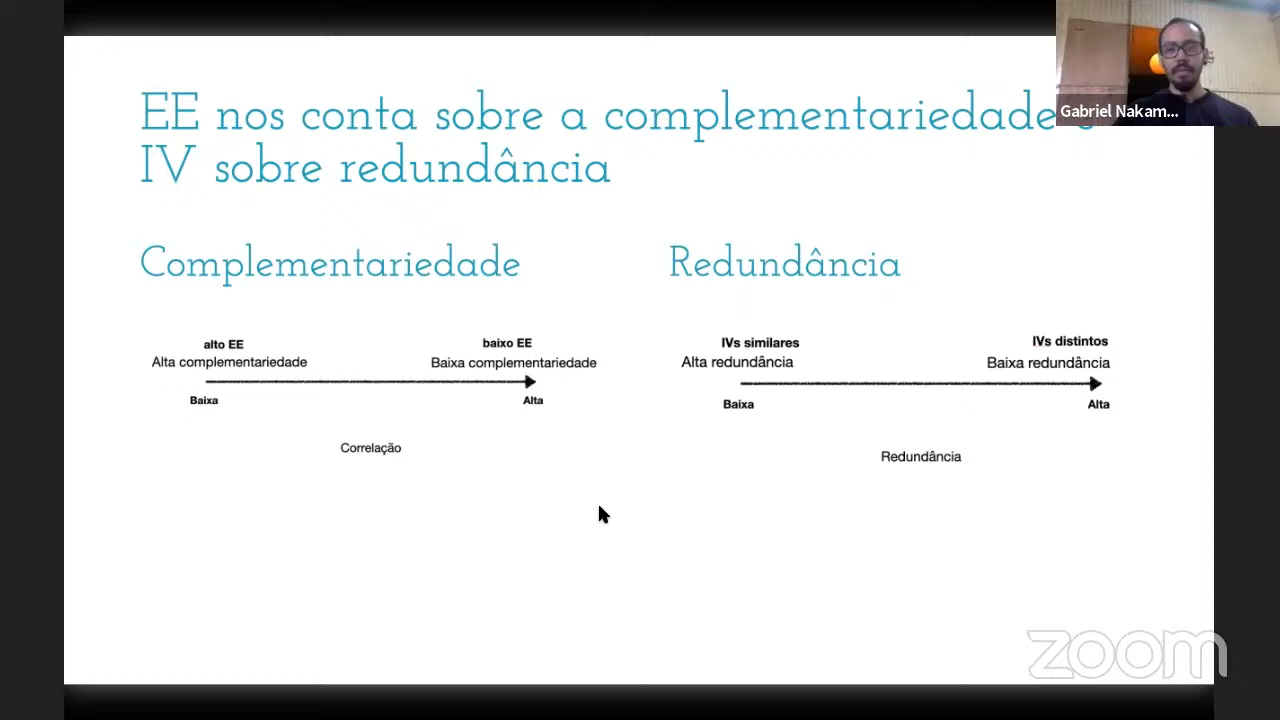 EE nos conta sobre a complementariedade
IV sobre redundância
Gabriel Nakam...
Complementariedade
Redundância
alto EE
Alta complementariedade
baixo EE
Baixa complementariedade
Baixa
Alta
Correlação
IVs similares
Alta redundância
IVs distintos
Baixa redundância
Baixa
Alta
Redundância
zoom